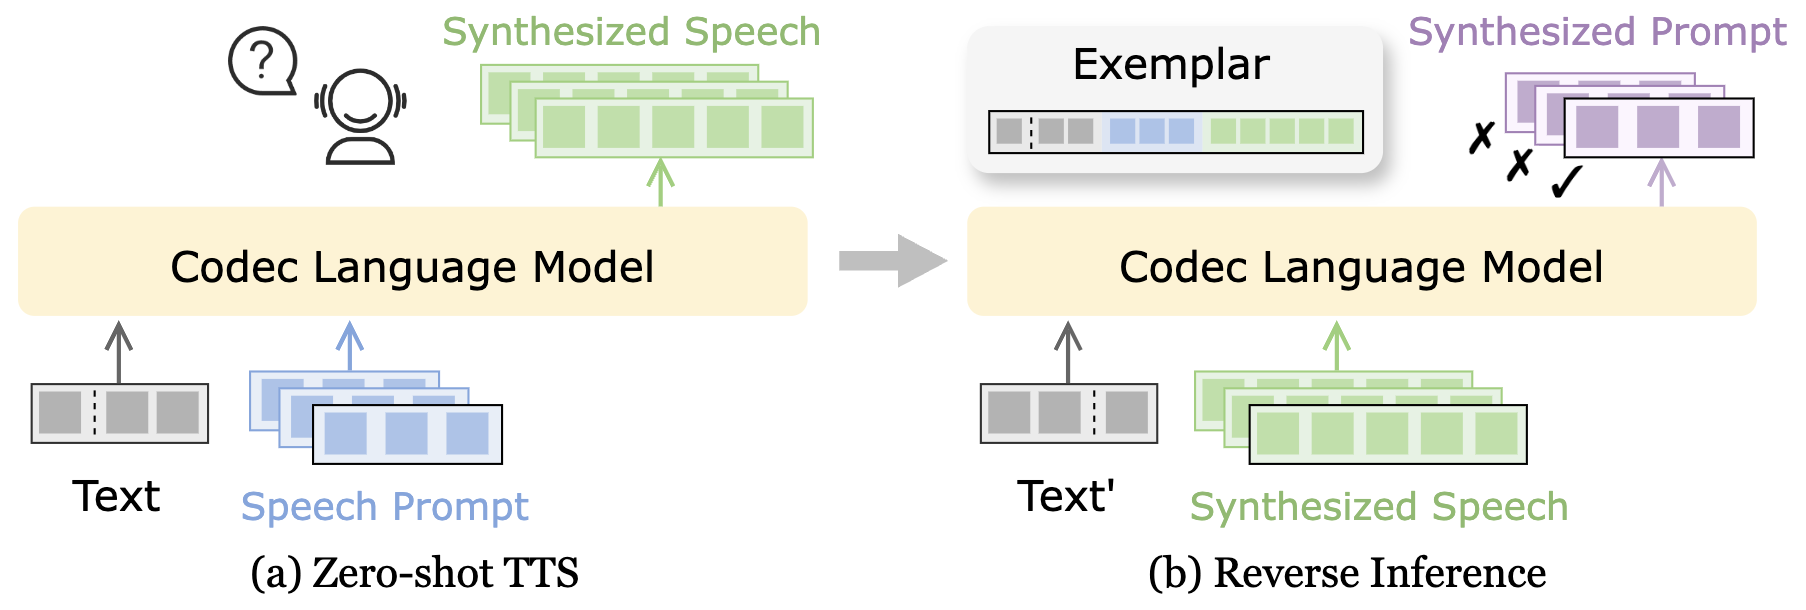 Synthesized Speech
?
Codec Language Model
Text
Speech Prompt
(a) Zero-shot TTS
Exemplar
Synthesized Prompt
✗
✗
✓
Codec Language Model
Text'
Synthesized Speech
(b) Reverse Inference